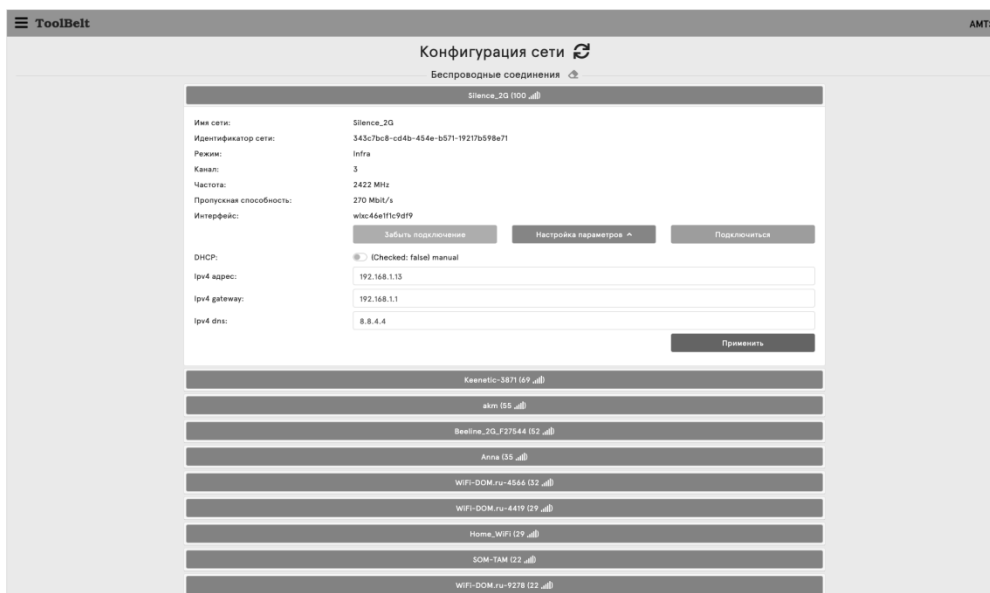 ToolBelt
AMT
Конфигурация сети
Беспроводные соединения
Silence_2G (100)
Имя сети: Silence_2G
Идентификатор сети: 343c7bc8-cd4b-454e-b571-19217b598e71
Режим: Infra
Канал: 3
Частота: 2422 MHz
Пропускная способность: 270 Mbit/s
Интерфейс: wlxc46e1f1c9df9
Забыть подключение Настройка параметров Подключиться
DHCP: (Checked: false) manual
Ipv4 адрес: 192.168.1.13
Ipv4 gateway: 192.168.1.1
Ipv4 dns: 8.8.4.4
Применить
Keenetic-3871 (69)
akm (55)
Beeline_2G_F27544 (52)
Anna (35)
WiFi-DOM.ru-4566 (32)
WiFi-DOM.ru-4419 (29)
Home_WiFi (29)
SOM-TAM (22)
WiFi-DOM.ru-9278 (22)